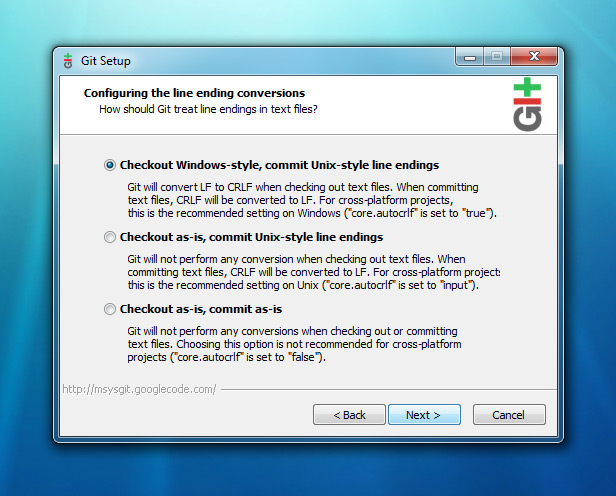 Git Setup
Configuring the line ending conversions
How should Git treat line endings in text files?
Git
Checkout Windows-style, commit Unix-style line endings
Git will convert LF to CRLF when checking out text files. When committing
text files, CRLF will be converted to LF. For cross-platform projects,
this is the recommended setting on Windows ("core.autocrlf" is set to "true").
Checkout as-is, commit Unix-style line endings
Git will not perform any conversion when checking out text files. When
committing text files, CRLF will be converted to LF. For cross-platform projects
this is the recommended setting on Unix ("core.autocrlf" is set to "input").
Checkout as-is, commit as-is
Git will not perform any conversions when checking out or committing
text files. Choosing this option is not recommended for cross-platform
projects ("core.autocrlf" is set to "false").
http://msysgit.googlecode.com/
< Back
Next >
Cancel